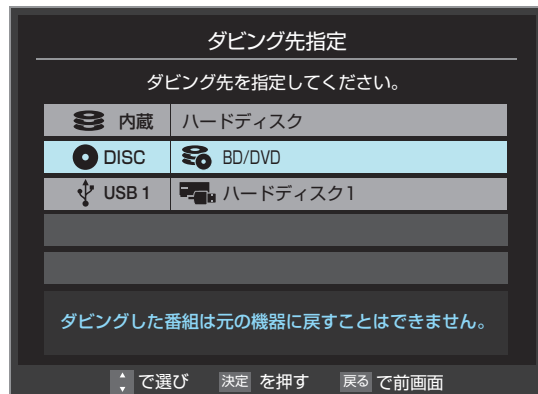 ダビング先指定
ダビング先を指定してください。
内蔵 ハードディスク
DISC BD/DVD
USB 1 ハードディスク1
ダビングした番組は元の機器に戻すことはできません。
で選び 決定 を押す 戻る で前画面